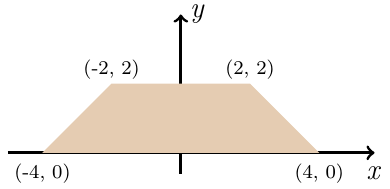 y
(-2, 2)
(2, 2)
(-4, 0)
(4, 0)
x